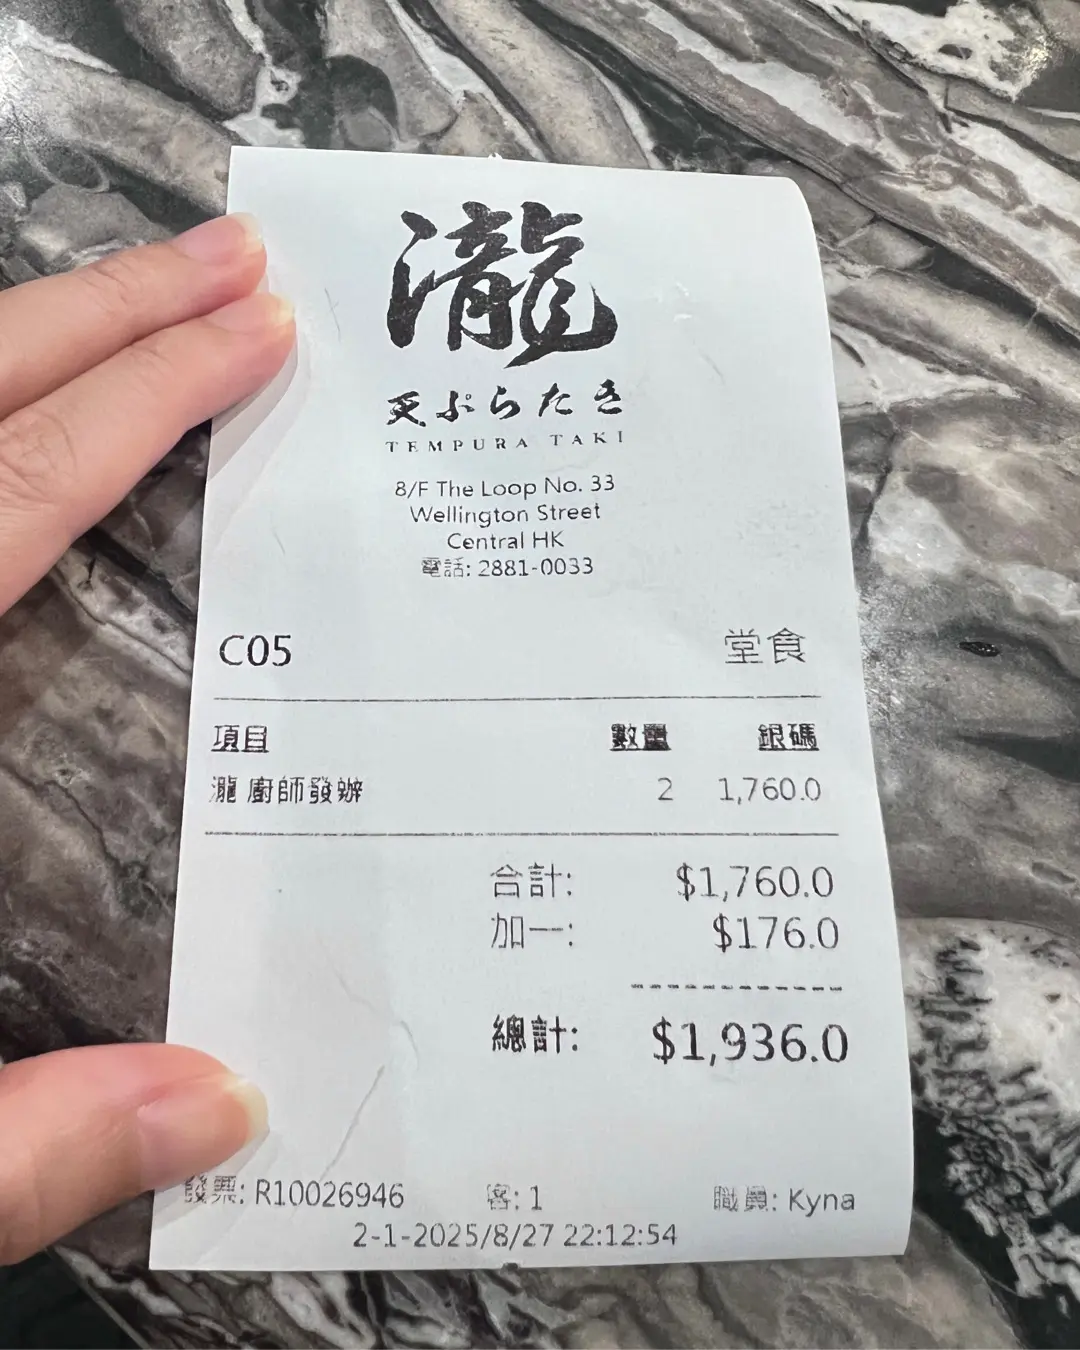 瀧
天ぷらたき
TEMPURA TAKI
8/F The Loop No. 33
Wellington Street
Central HK
電話: 2881-0033
C05 堂食
項目 數量 銀碼
瀧 廚師發辦 2 1,760.0
合計: $1,760.0
加一: $176.0
------------
總計: $1,936.0
發票: R10026946 客: 1 職員: Kyna
2-1-2025/8/27 22:12:54